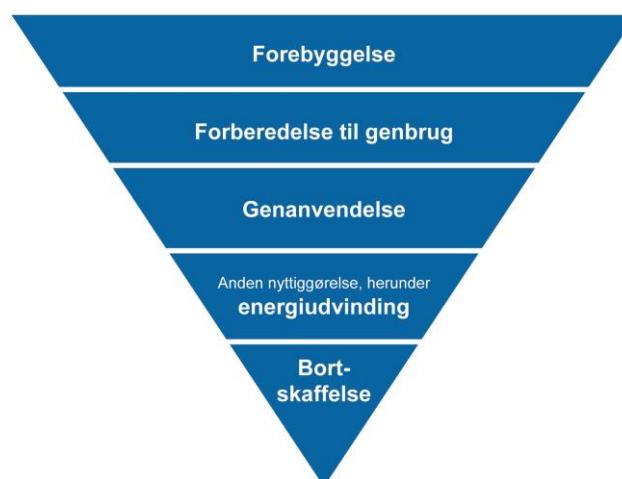 Forebyggelse
Forberedelse til genbrug
Genanvendelse
Anden nyttiggørelse, herunder
energiudvinding
Bort-
skaffelse